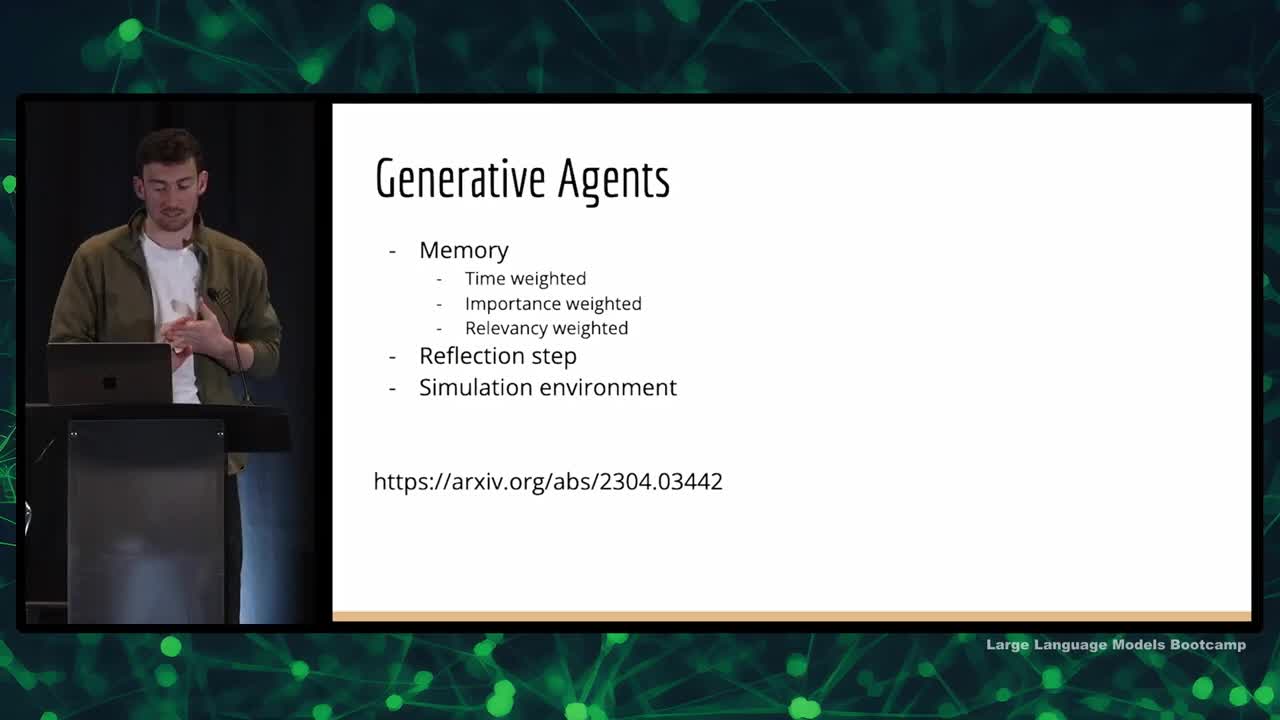 Generative Agents
- Memory
- Time weighted
- Importance weighted
- Relevancy weighted
- Reflection step
- Simulation environment
https://arxiv.org/abs/2304.03442
Large Language Models Bootcamp